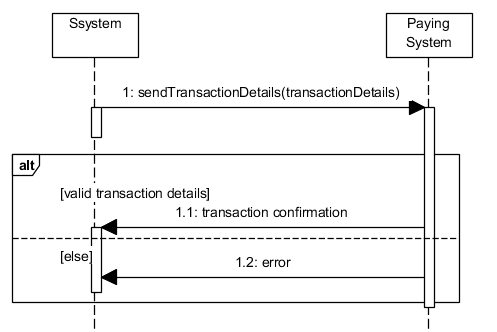 Ssystem
Paying
System
1: sendTransactionDetails(transactionDetails)
alt
[valid transaction details]
1.1: transaction confirmation
[else]
1.2: error